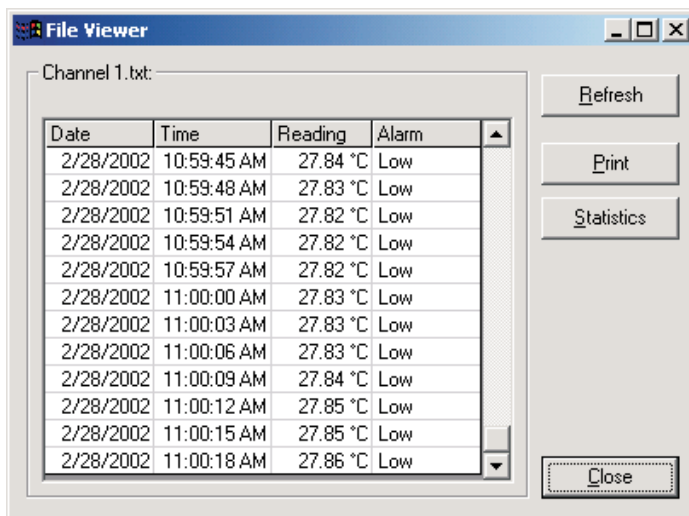 File Viewer
Channel 1.txt:
Date Time Reading Alarm
2/28/2002 10:59:45 AM 27.84 °C Low
2/28/2002 10:59:48 AM 27.83 °C Low
2/28/2002 10:59:51 AM 27.82 °C Low
2/28/2002 10:59:54 AM 27.82 °C Low
2/28/2002 10:59:57 AM 27.82 °C Low
2/28/2002 11:00:00 AM 27.83 °C Low
2/28/2002 11:00:03 AM 27.83 °C Low
2/28/2002 11:00:06 AM 27.83 °C Low
2/28/2002 11:00:09 AM 27.84 °C Low
2/28/2002 11:00:12 AM 27.85 °C Low
2/28/2002 11:00:15 AM 27.85 °C Low
2/28/2002 11:00:18 AM 27.86 °C Low
Refresh
Print
Statistics
Close